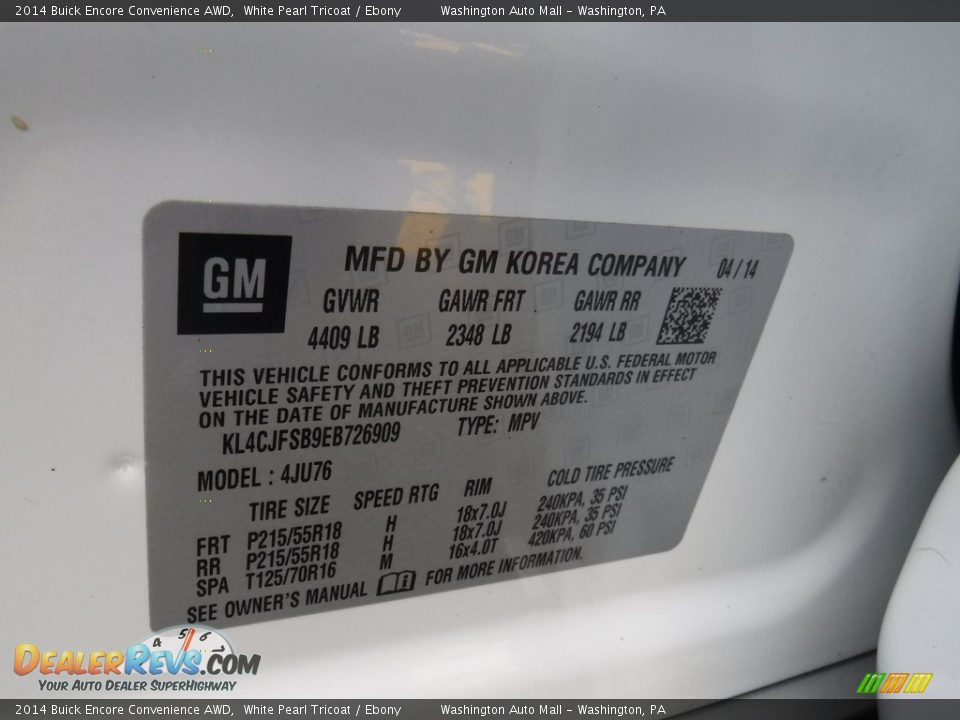 2014 Buick Encore Convenience AWD, White Pearl Tricoat / Ebony Washington Auto Mall - Washington, PA
GM MFD BY GM KOREA COMPANY 04/14
GVWR GAWR FRT GAWR RR
4409 LB 2348 LB 2194 LB
THIS VEHICLE CONFORMS TO ALL APPLICABLE U.S. FEDERAL MOTOR
VEHICLE SAFETY AND THEFT PREVENTION STANDARDS IN EFFECT
ON THE DATE OF MANUFACTURE SHOWN ABOVE.
KL4CJFSB9EB726909 TYPE: MPV
MODEL : 4JU76
TIRE SIZE SPEED RTG RIM COLD TIRE PRESSURE
FRT P215/55R18 H 18x7.0J 240KPA, 35 PSI
RR P215/55R18 H 18x7.0J 240KPA, 35 PSI
SPA T125/70R16 M 16x4.0T 420KPA, 60 PSI
SEE OWNER'S MANUAL FOR MORE INFORMATION.
4 5 6 7
DEALERREVS.COM
YOUR AUTO DEALER SUPERHIGHWAY
2014 Buick Encore Convenience AWD, White Pearl Tricoat / Ebony Washington Auto Mall - Washington, PA